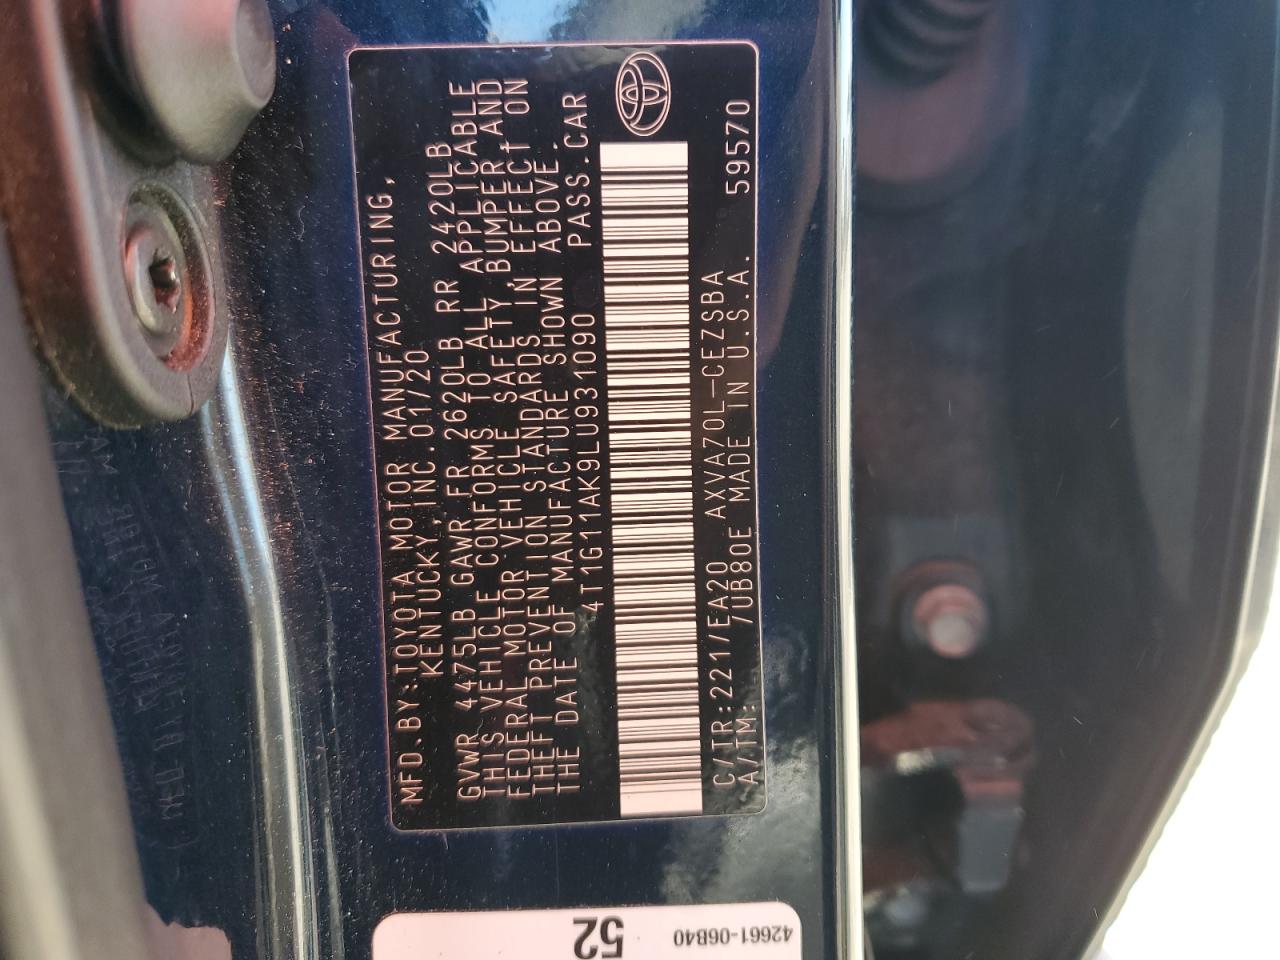 MFD.BY:TOYOTA MOTOR MANUFACTURING,
KENTUCKY,INC.01/20
GVWR 4475LB GAWR FR 2620LB RR 2420LB
THIS VEHICLE CONFORMS TO ALL APPLICABLE
FEDERAL MOTOR VEHICLE SAFETY,BUMPER,AND
THEFT PREVENTION STANDARDS IN EFFECT ON
THE DATE OF MANUFACTURE SHOWN ABOVE.
4T1G11AK9LU931090 PASS.CAR
C/TR:221/EA20 AXVA70L-CEZSBA
A/TM: /UB80E MADE IN U.S.A. 59570
52
42661-06B40